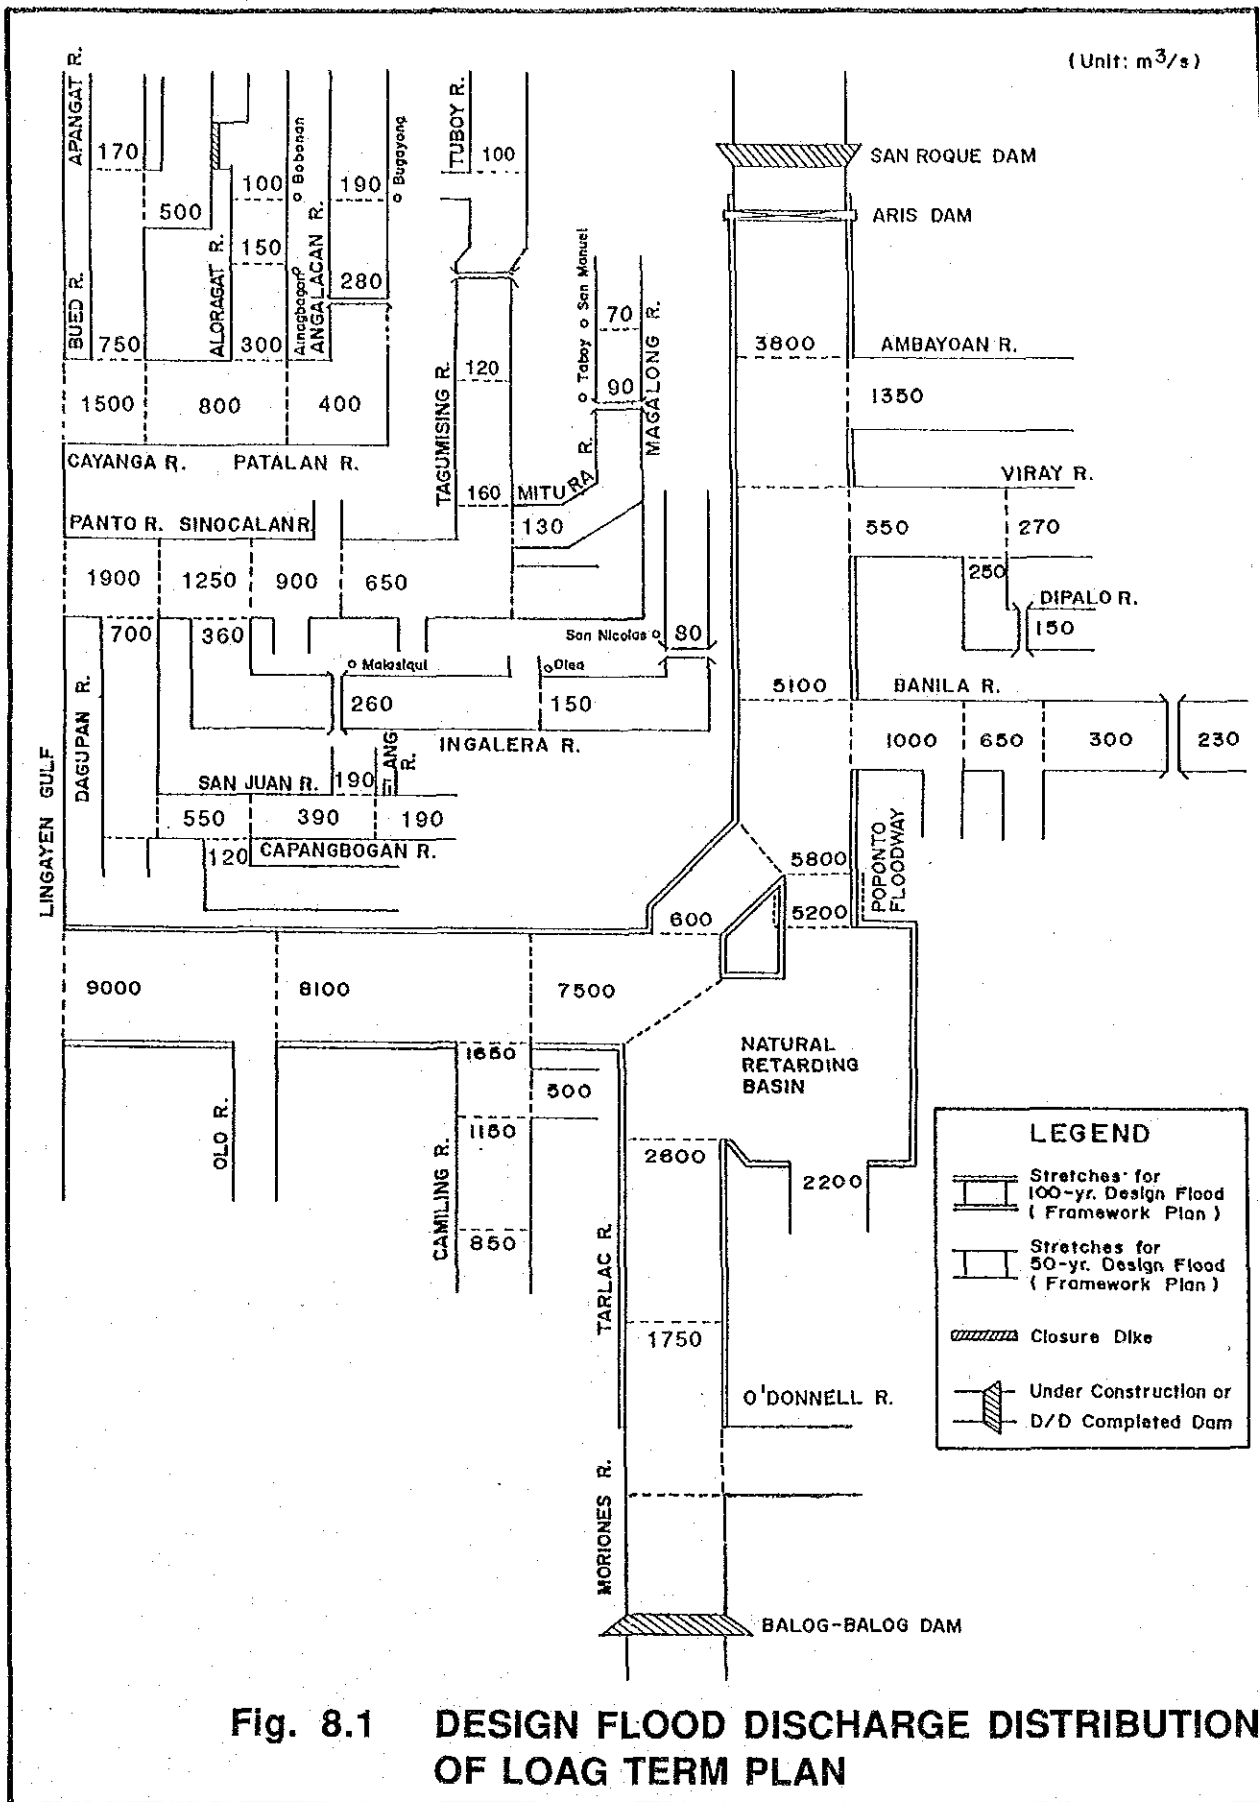 (Unit: m³/s)
APANGAT R.
BUED R.
170
500
750
ALORAGAT R.
100
150
300
Bobonan
Amagbagan
ANGALACAN R.
190
Bugayong
280
TUBOY R.
100
SAN ROQUE DAM
ARIS DAM
San Manuel
Taboy
70
90
MAGALONG R.
3800
AMBAYOAN R.
1350
1500
800
400
CAYANGA R.
PATALAN R.
TAGUMISING R.
120
160
MITURA R.
130
VIRAY R.
550
270
250
DIPALO R.
150
PANTO R.
SINOCALAN R.
1900
1250
900
650
700
360
Malasiqui
Olea
San Nicolas
80
260
150
INGALERA R.
5100
BANILA R.
1000
650
300
230
LINGAYEN GULF
DAGUPAN R.
SAN JUAN R.
190
ELANG R.
550
390
190
120
CAPANGBOGAN R.
5800
5200
600
POPONTO
FLOODWAY
9000
8100
7500
NATURAL
RETARDING
BASIN
OLO R.
1650
500
1150
CAMILING R.
850
2600
2200
TARLAC R.
1750
O'DONNELL R.
MORIONES R.
BALOG-BALOG DAM
LEGEND
Stretches for
100-yr. Design Flood
( Framework Plan )
Stretches for
50-yr. Design Flood
( Framework Plan )
Closure Dike
Under Construction or
D/D Completed Dam
Fig. 8.1 DESIGN FLOOD DISCHARGE DISTRIBUTION
OF LOAG TERM PLAN